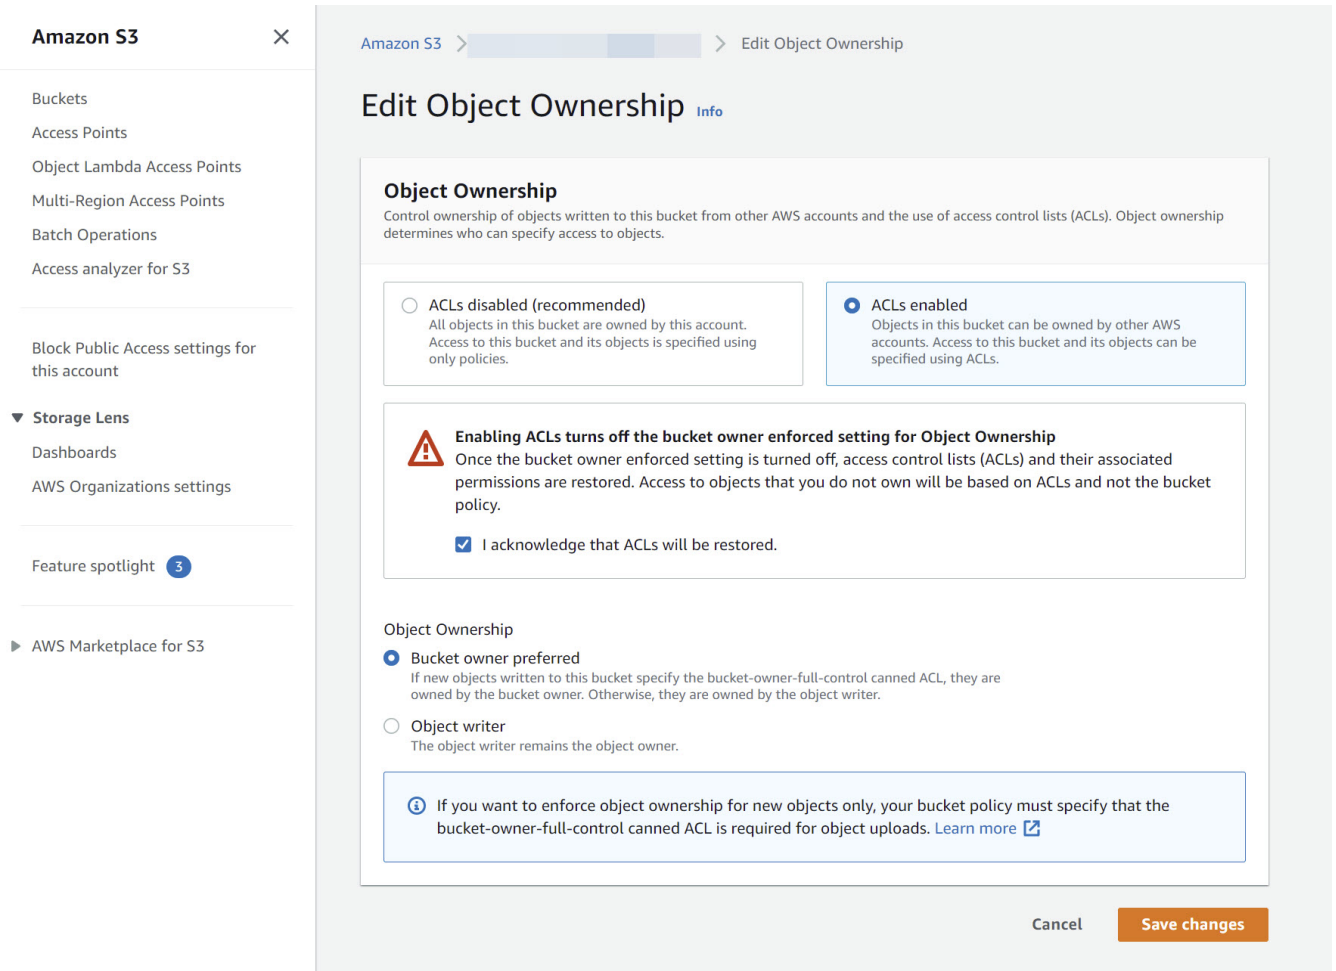 Amazon S3
Buckets
Access Points
Object Lambda Access Points
Multi-Region Access Points
Batch Operations
Access analyzer for S3
Block Public Access settings for
this account
Storage Lens
Dashboards
AWS Organizations settings
Feature spotlight 3
AWS Marketplace for S3
Amazon S3 > > Edit Object Ownership
Edit Object Ownership Info
Object Ownership
Control ownership of objects written to this bucket from other AWS accounts and the use of access control lists (ACLs). Object ownership
determines who can specify access to objects.
ACLs disabled (recommended)
All objects in this bucket are owned by this account.
Access to this bucket and its objects is specified using
only policies.
ACLs enabled
Objects in this bucket can be owned by other AWS
accounts. Access to this bucket and its objects can be
specified using ACLs.
Enabling ACLs turns off the bucket owner enforced setting for Object Ownership
Once the bucket owner enforced setting is turned off, access control lists (ACLs) and their associated
permissions are restored. Access to objects that you do not own will be based on ACLs and not the bucket
policy.
I acknowledge that ACLs will be restored.
Object Ownership
Bucket owner preferred
If new objects written to this bucket specify the bucket-owner-full-control canned ACL, they are
owned by the bucket owner. Otherwise, they are owned by the object writer.
Object writer
The object writer remains the object owner.
If you want to enforce object ownership for new objects only, your bucket policy must specify that the
bucket-owner-full-control canned ACL is required for object uploads. Learn more
Cancel
Save changes